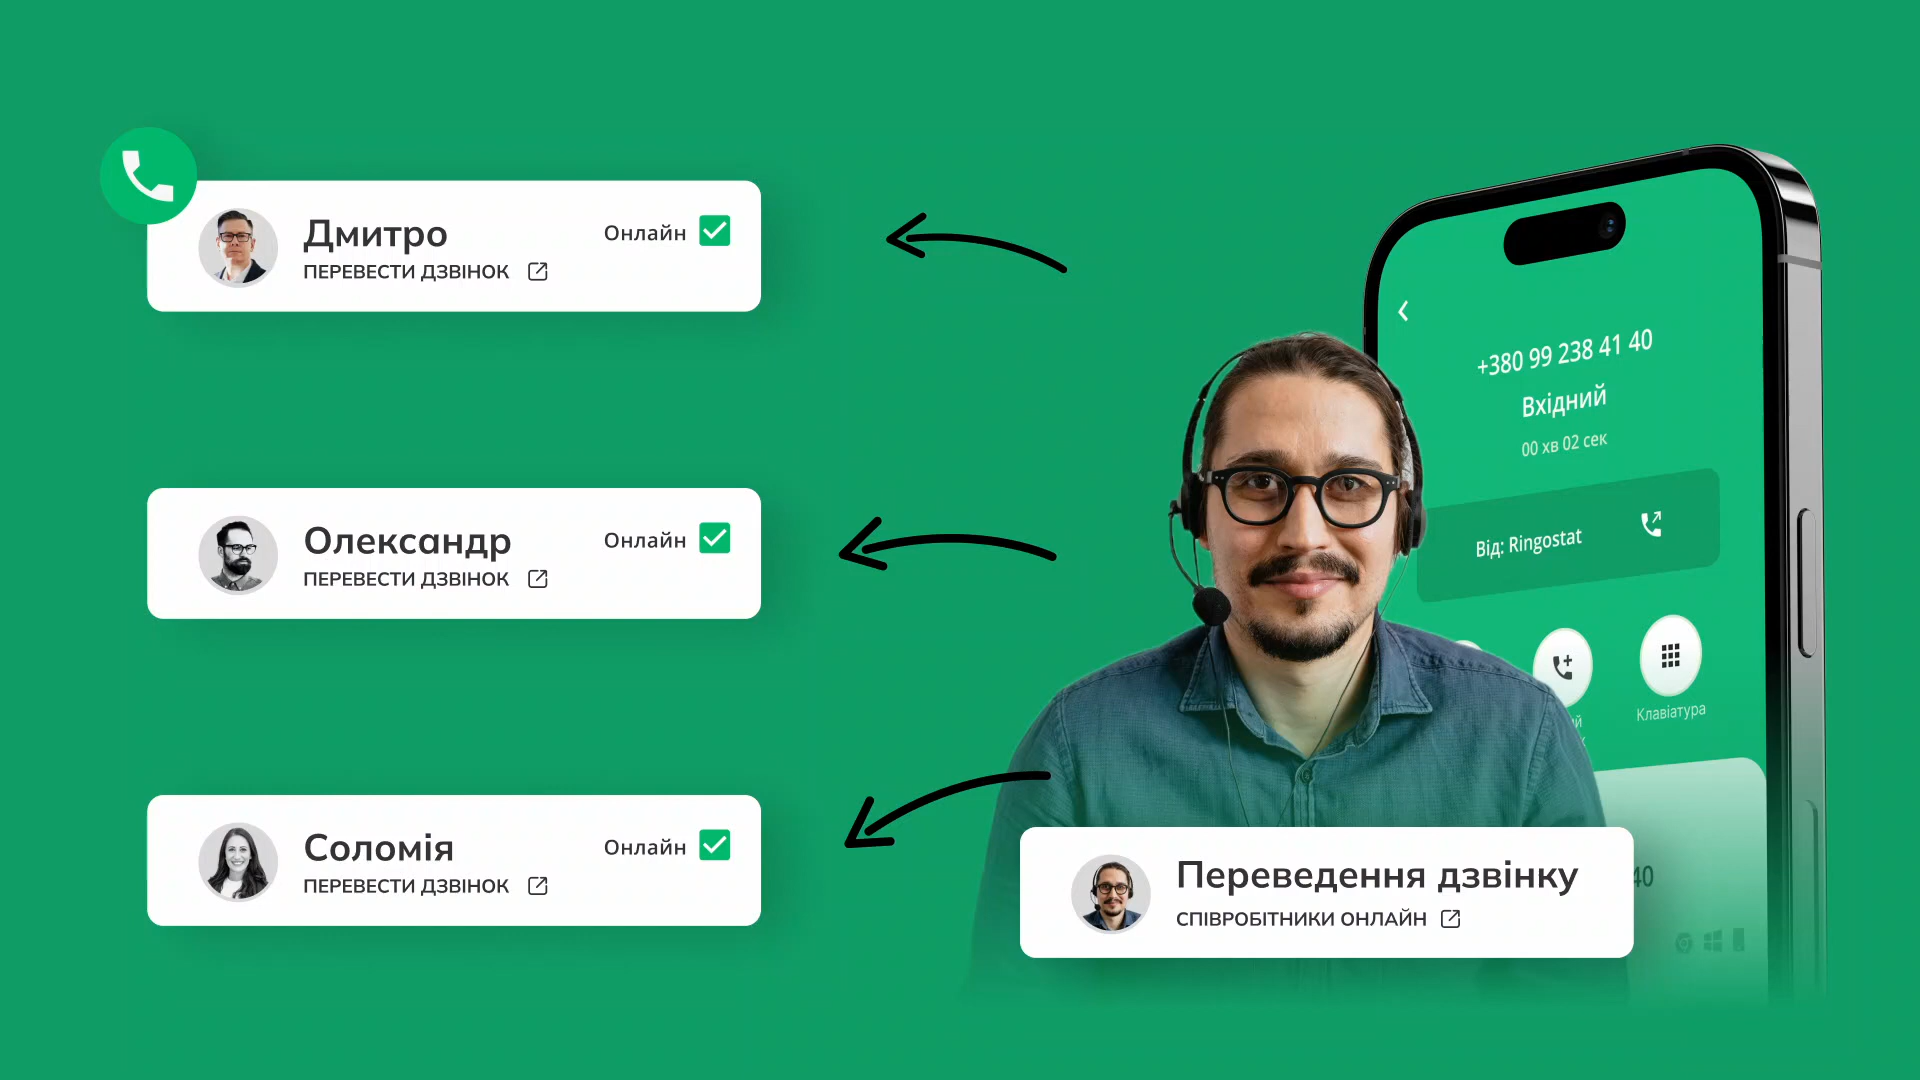 Дмитро
Онлайн
ПЕРЕВЕСТИ ДЗВІНОК
Олександр
Онлайн
ПЕРЕВЕСТИ ДЗВІНОК
Соломія
Онлайн
ПЕРЕВЕСТИ ДЗВІНОК
+380 99 238 41 40
Вхідний
00 хв 02 сек
Від: Ringostat
Клавіатура
Переведення дзвінку
СПІВРОБІТНИКИ ОНЛАЙН
40